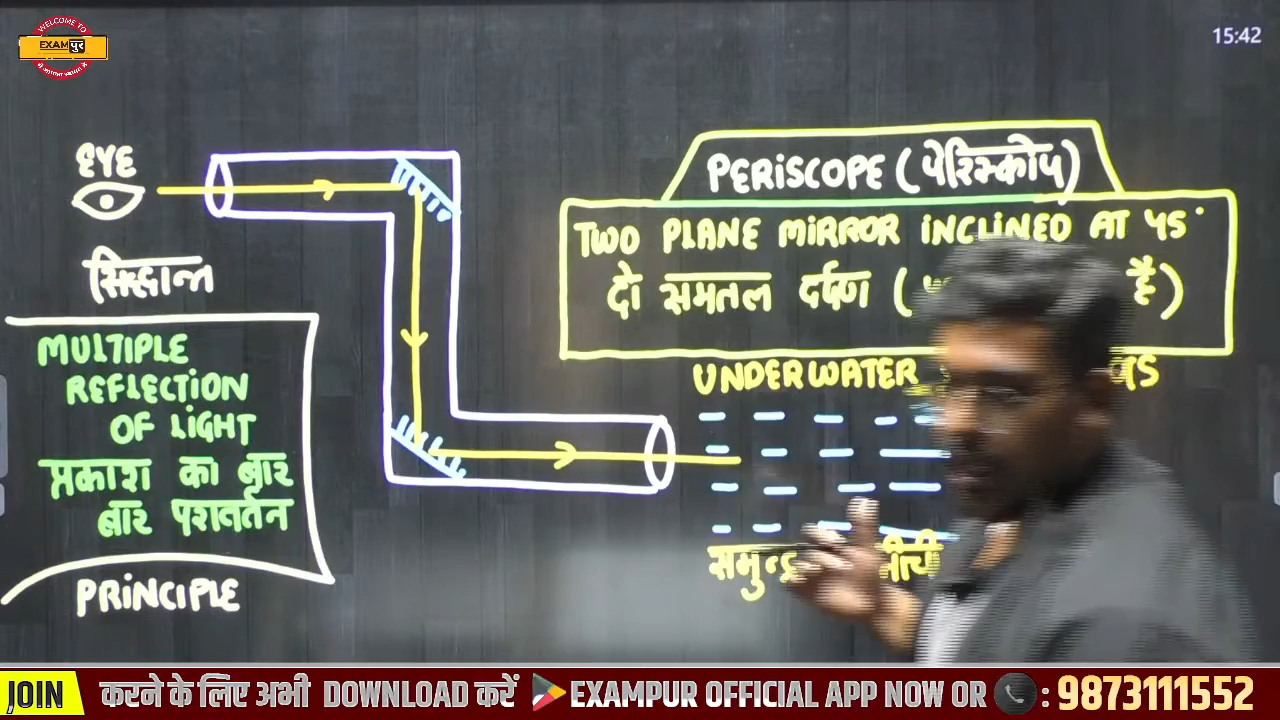 WELCOME TO
EXAMपुर
15:42
EYE
सिद्धान्त
MULTIPLE
REFLECTION
OF LIGHT
प्रकाश का बार
बार परावर्तन
PRINCIPLE
PERISCOPE (पेरिस्कोप)
TWO PLANE MIRROR INCLINED AT 45°
दो समतल दर्पण ( है)
UNDERWATER
समुन्द्र
JOIN करने के लिए अभी DOWNLOAD करें EXAMPUR OFFICIAL APP NOW OR : 9873111552